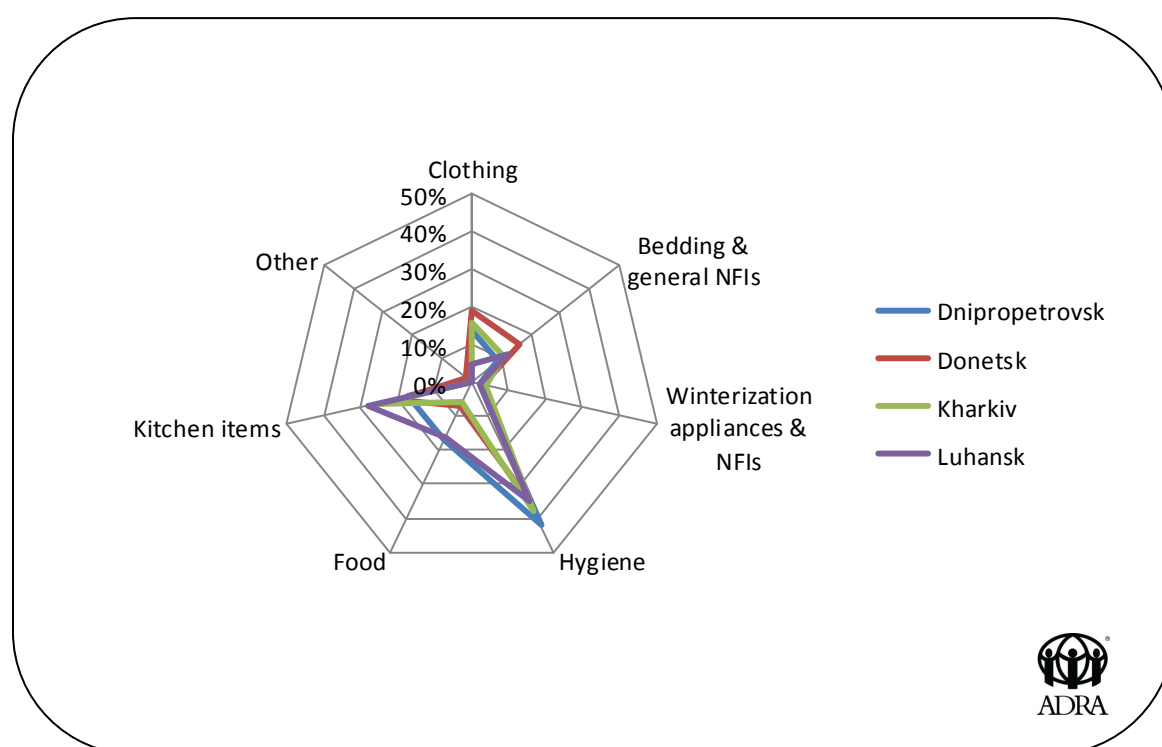 Clothing
50%
40%
30%
20%
10%
0%
Bedding &
general NFIs
Winterization
appliances &
NFIs
Hygiene
Food
Kitchen items
Other
Dnipropetrovsk
Donetsk
Kharkiv
Luhansk
®
ADRA